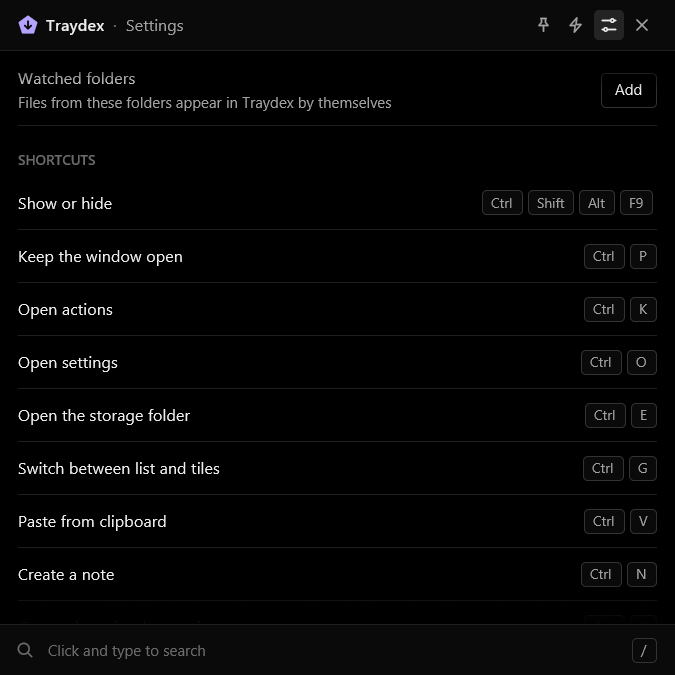 Traydex · Settings
Watched folders
Files from these folders appear in Traydex by themselves
Add
SHORTCUTS
Show or hide Ctrl Shift Alt F9
Keep the window open Ctrl P
Open actions Ctrl K
Open settings Ctrl O
Open the storage folder Ctrl E
Switch between list and tiles Ctrl G
Paste from clipboard Ctrl V
Create a note Ctrl N
Click and type to search /